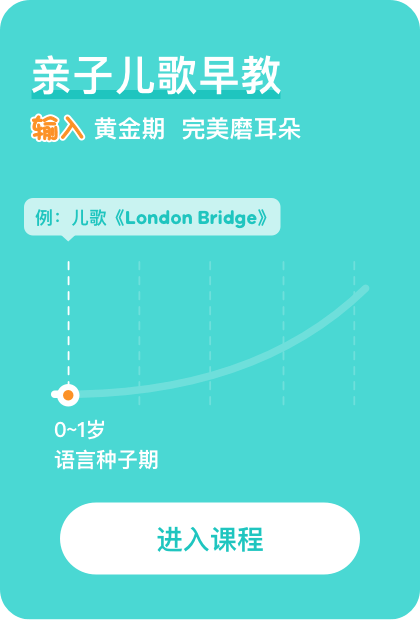 亲子儿歌早教
输入 黄金期 完美磨耳朵
例：儿歌《London Bridge》
0~1岁
语言种子期
进入课程